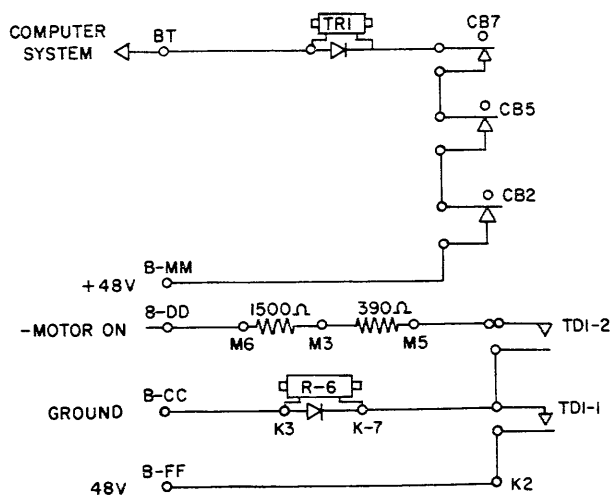 COMPUTER
SYSTEM
BT
TR1
CB7
CB5
CB2
B-MM
+48V
8-DD
1500Ω
390Ω
-MOTOR ON
M6
M3
M5
TD1-2
R-6
B-CC
GROUND
K3
K-7
TD1-1
B-FF
48V
K2